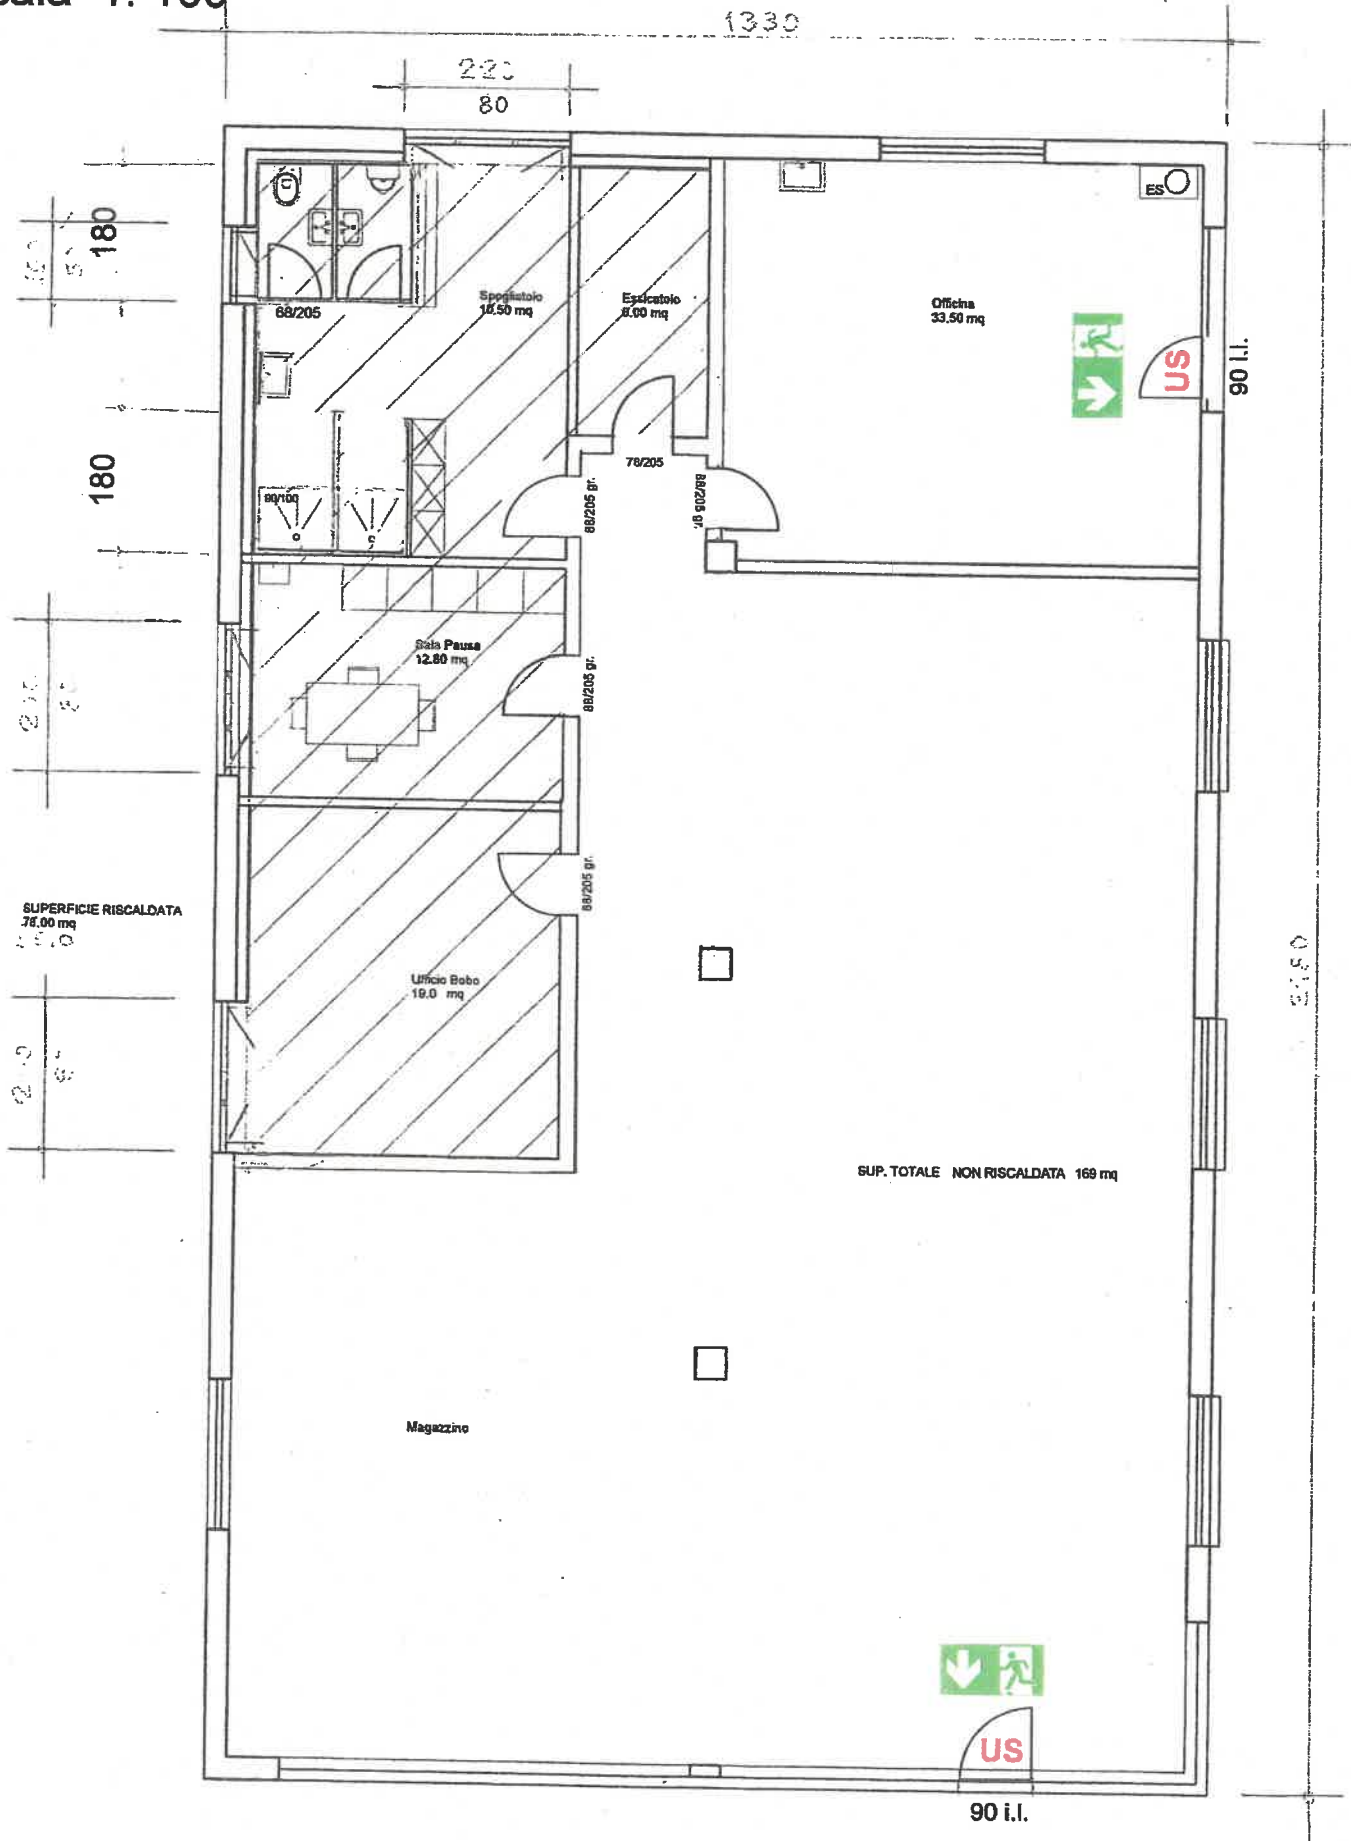 1330
220
80
180
ES
Spogliatoio
10.50 mq
Essicatoio
8.00 mq
Officina
33.50 mq
68/205
US
90 i.l.
180
78/205
90/100
88/205 gr.
88/205 gr.
Sala Pausa
12.80 mq
88/205 gr.
88/205 gr.
SUPERFICIE RISCALDATA
76.00 mq
Ufficio Bobo
19.0 mq
SUP. TOTALE NON RISCALDATA 169 mq
Magazzino
US
90 i.l.